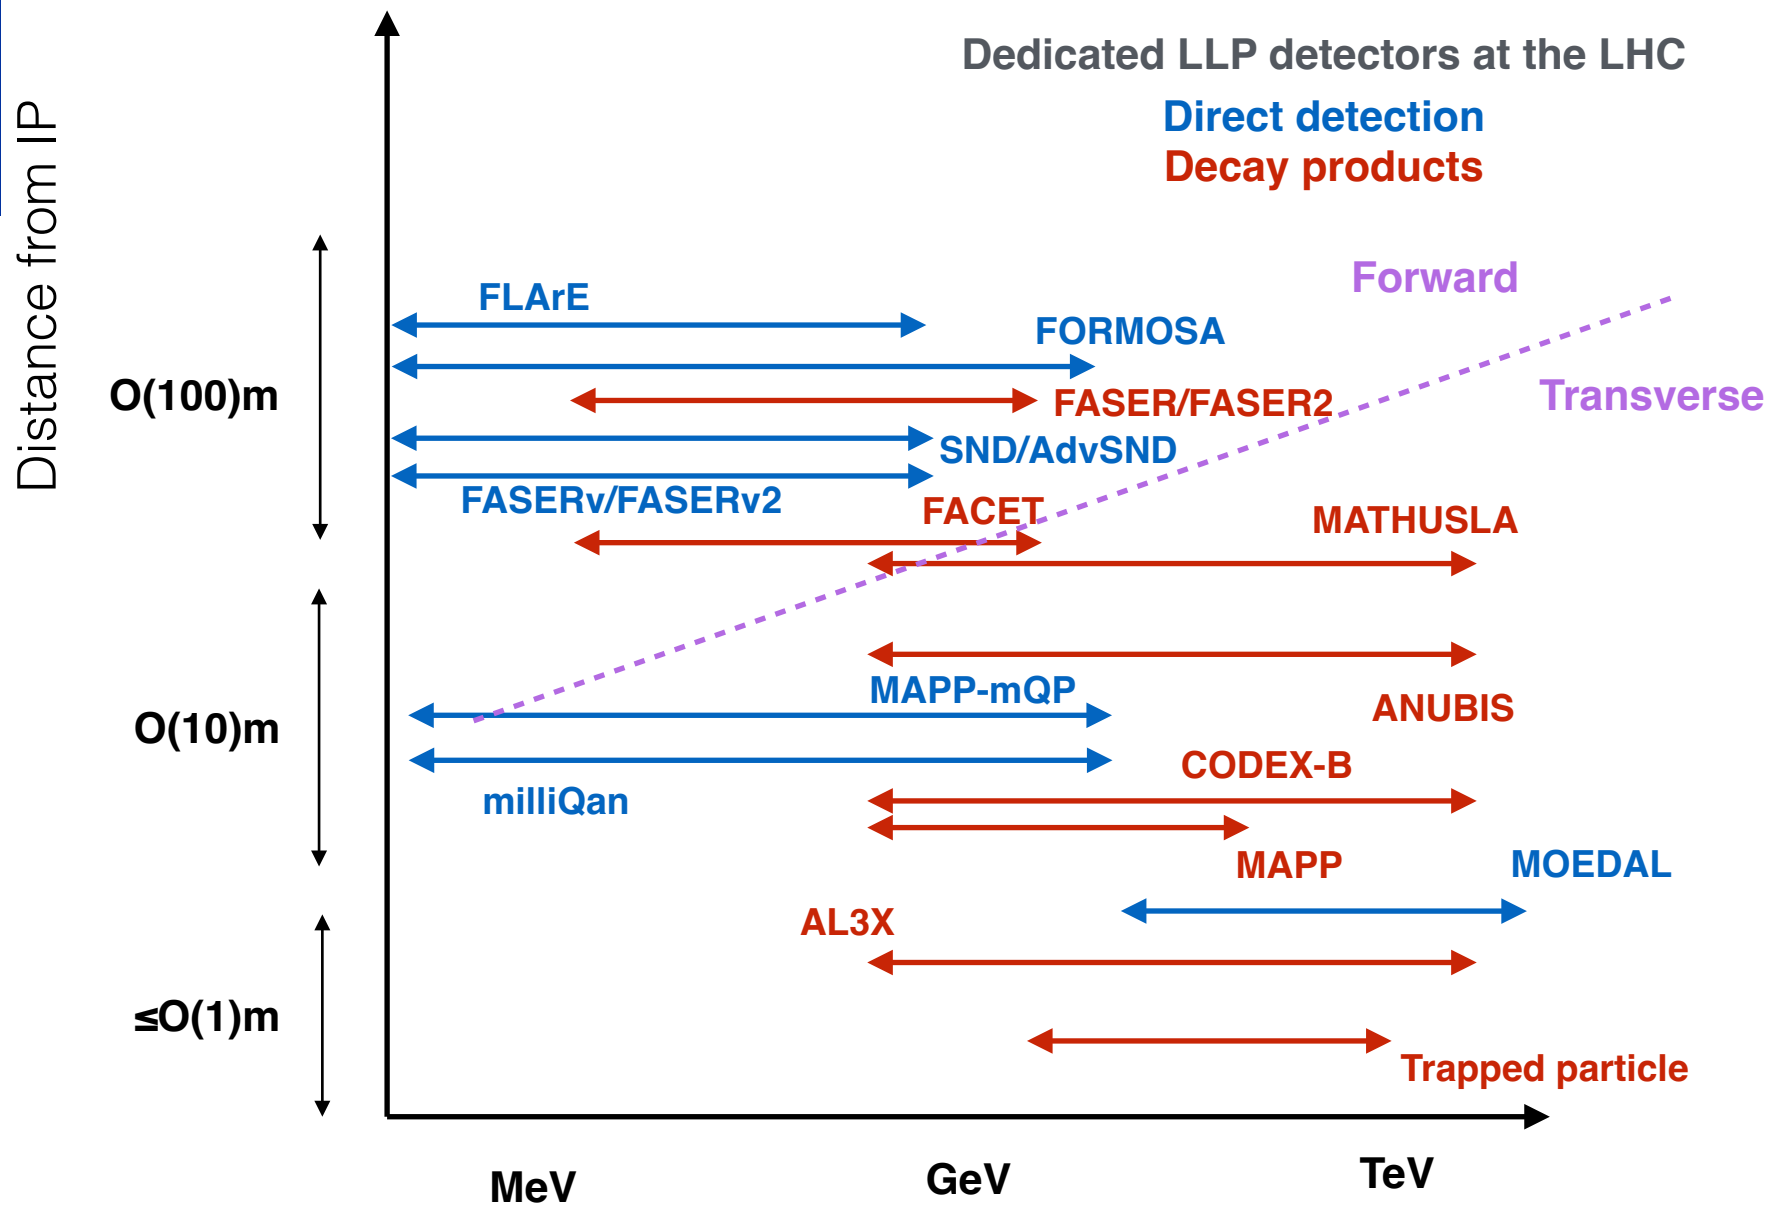 Dedicated LLP detectors at the LHC
Direct detection
Decay products
Distance from IP
Forward
FLArE
FORMOSA
O(100)m
FASER/FASER2
Transverse
SND/AdvSND
FASERv/FASERv2
FACET
MATHUSLA
MAPP-mQP
ANUBIS
O(10)m
CODEX-B
milliQan
MAPP
MOEDAL
AL3X
≤O(1)m
Trapped particle
MeV
GeV
TeV